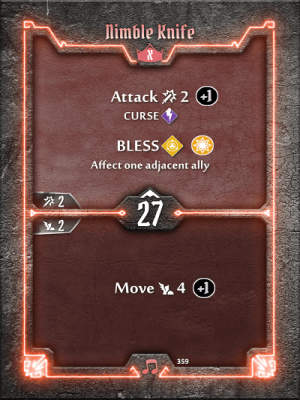 Nimble Knife
X
Attack 2 +1
CURSE
BLESS
Affect one adjacent ally
2
27
2
Move 4 +1
359